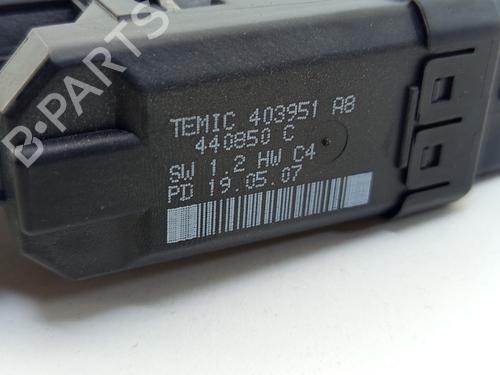 B-PARTS
TEMIC 403951 A8
440850 C
SW 1.2 HW C4
PD 19.05.07